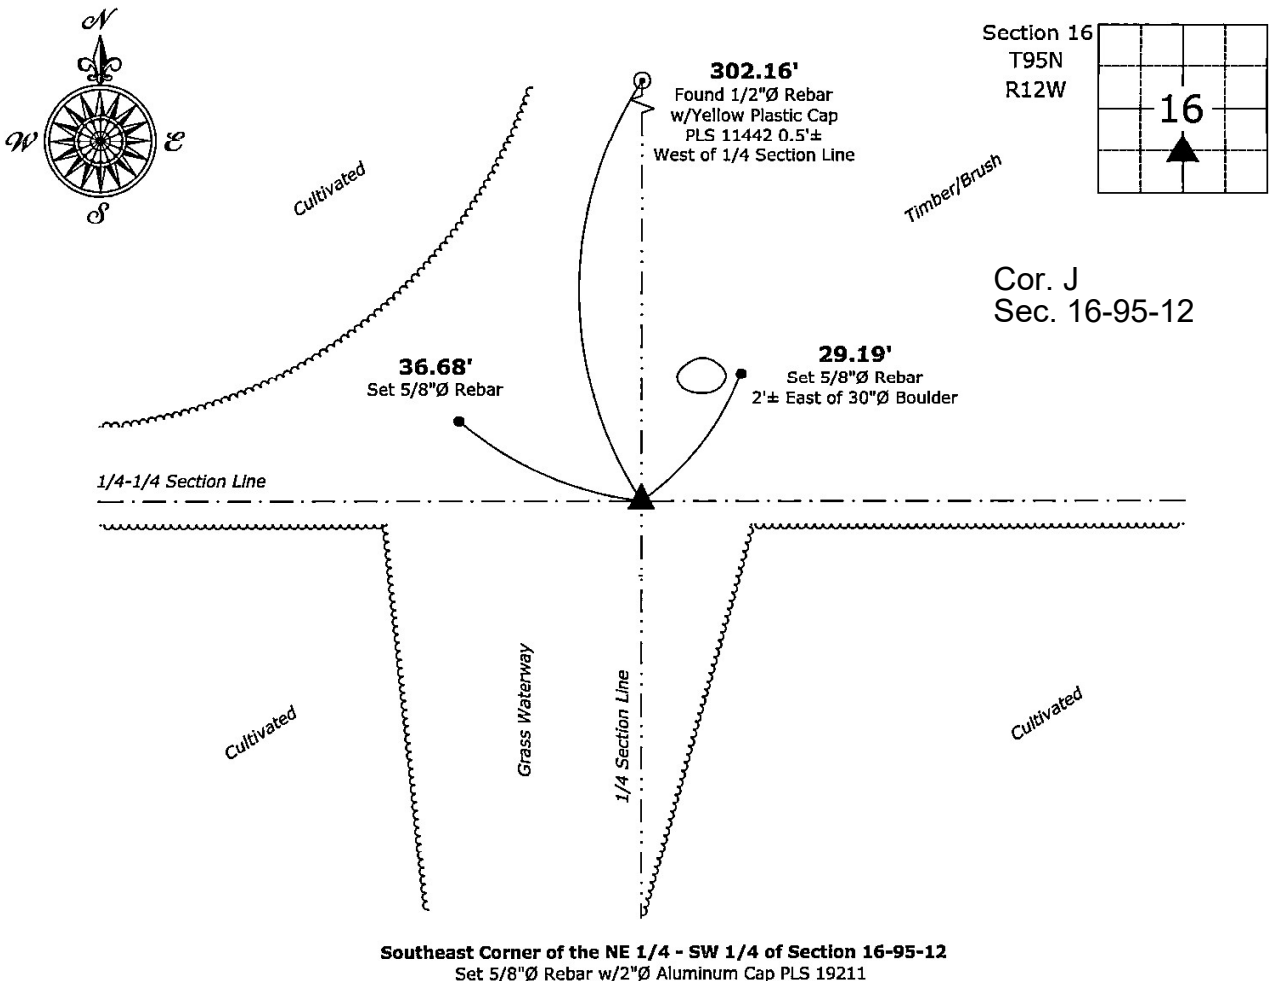 N
W
E
S
Section 16
T95N
R12W
16
302.16'
Found 1/2"Ø Rebar
w/Yellow Plastic Cap
PLS 11442 0.5'±
West of 1/4 Section Line
Cultivated
Timber/Brush
Cor. J
Sec. 16-95-12
36.68'
Set 5/8"Ø Rebar
29.19'
Set 5/8"Ø Rebar
2'± East of 30"Ø Boulder
1/4-1/4 Section Line
Grass Waterway
1/4 Section Line
Cultivated
Cultivated
Southeast Corner of the NE 1/4 - SW 1/4 of Section 16-95-12
Set 5/8"Ø Rebar w/2"Ø Aluminum Cap PLS 19211